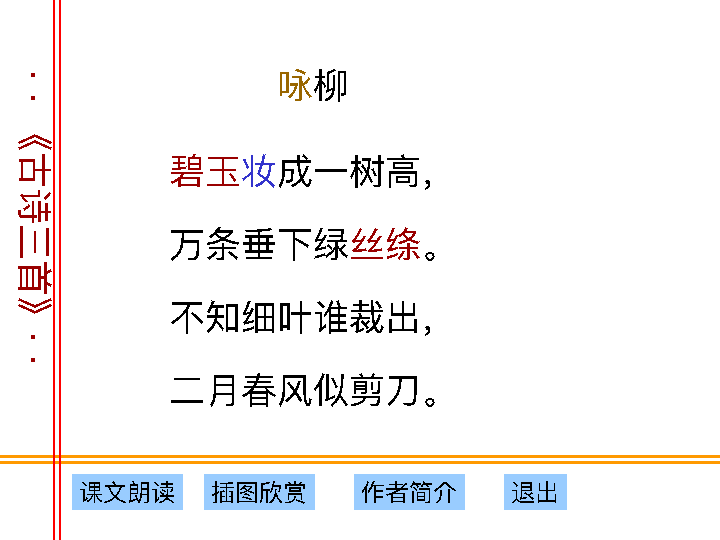 ：《古诗三首》：
咏柳
碧玉妆成一树高，
万条垂下绿丝绦。
不知细叶谁裁出，
二月春风似剪刀。
课文朗读 插图欣赏 作者简介 退出